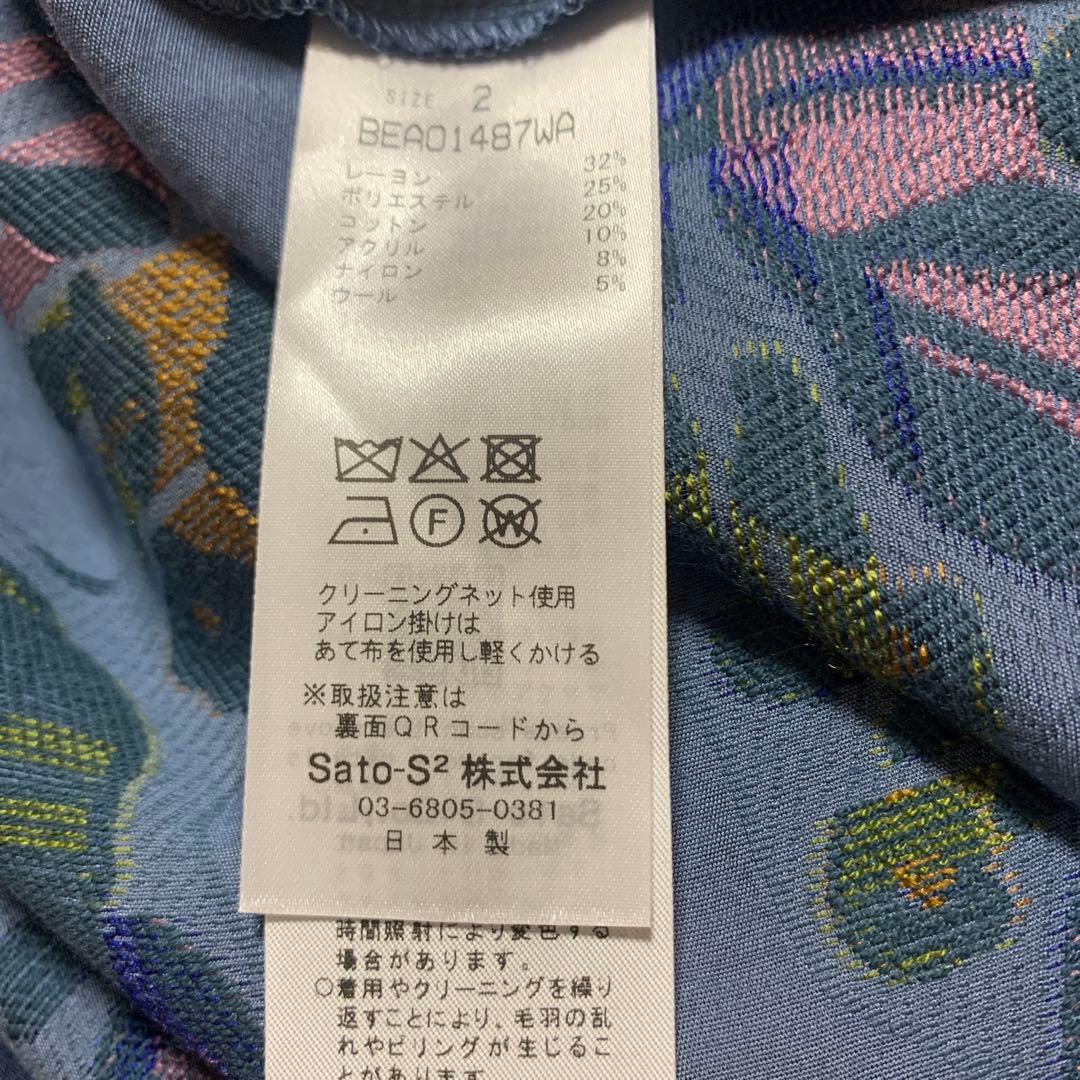 SIZE 2
BEA01487WA
レーヨン 32%
ポリエステル 25%
コットン 20%
アクリル 10%
ナイロン 8%
ウール 5%
F W
クリーニングネット使用
アイロン掛けは
あて布を使用し軽くかける
※取扱注意は
裏面QRコードから
Sato-S² 株式会社
03-6805-0381
日本製
時間照射により変色する
場合があります。
○着用やクリーニングを繰り
返すことにより、毛羽の乱
れやピリングが生じるこ
とがあります。